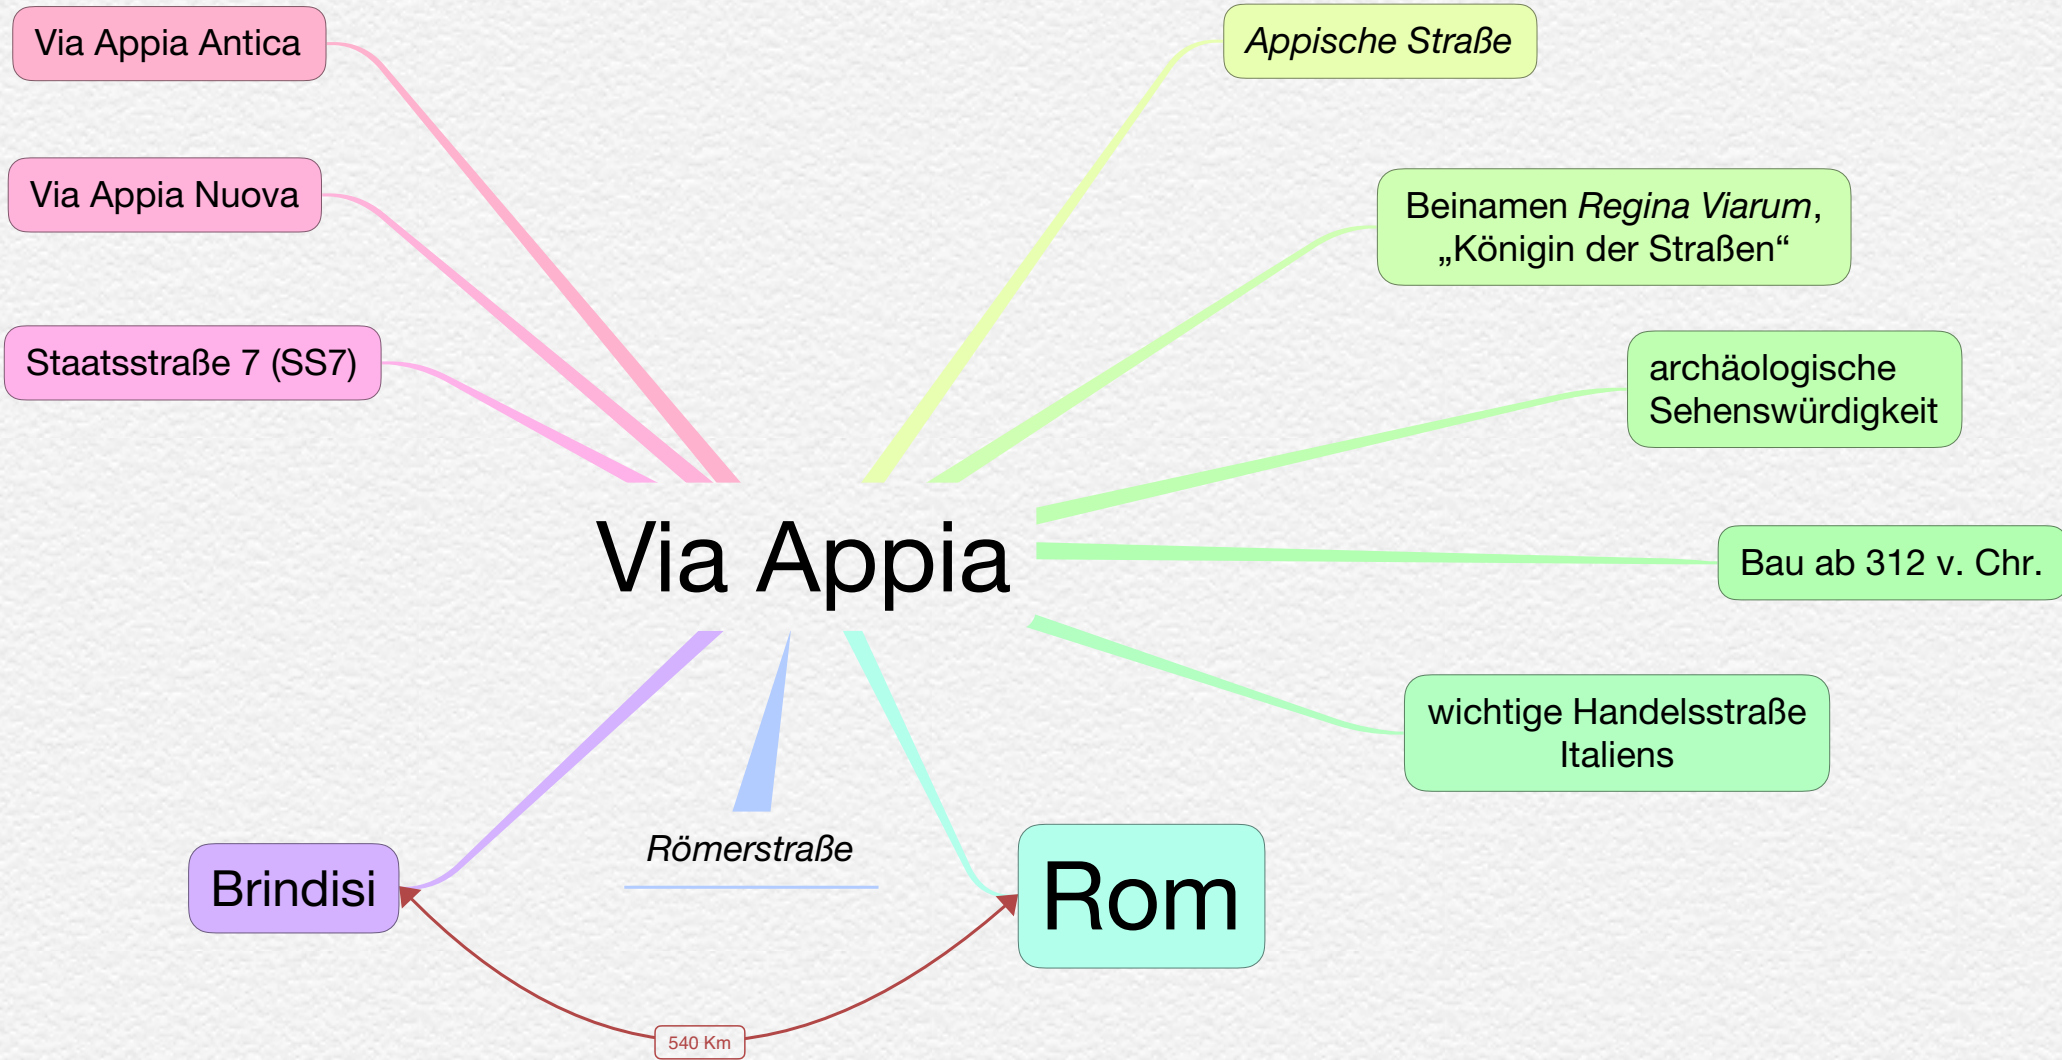 Via Appia Antica
Appische Straße
Via Appia Nuova
Beinamen Regina Viarum,
„Königin der Straßen“
Staatsstraße 7 (SS7)
archäologische
Sehenswürdigkeit
Via Appia
Bau ab 312 v. Chr.
wichtige Handelsstraße
Italiens
Römerstraße
Brindisi
Rom
540 Km